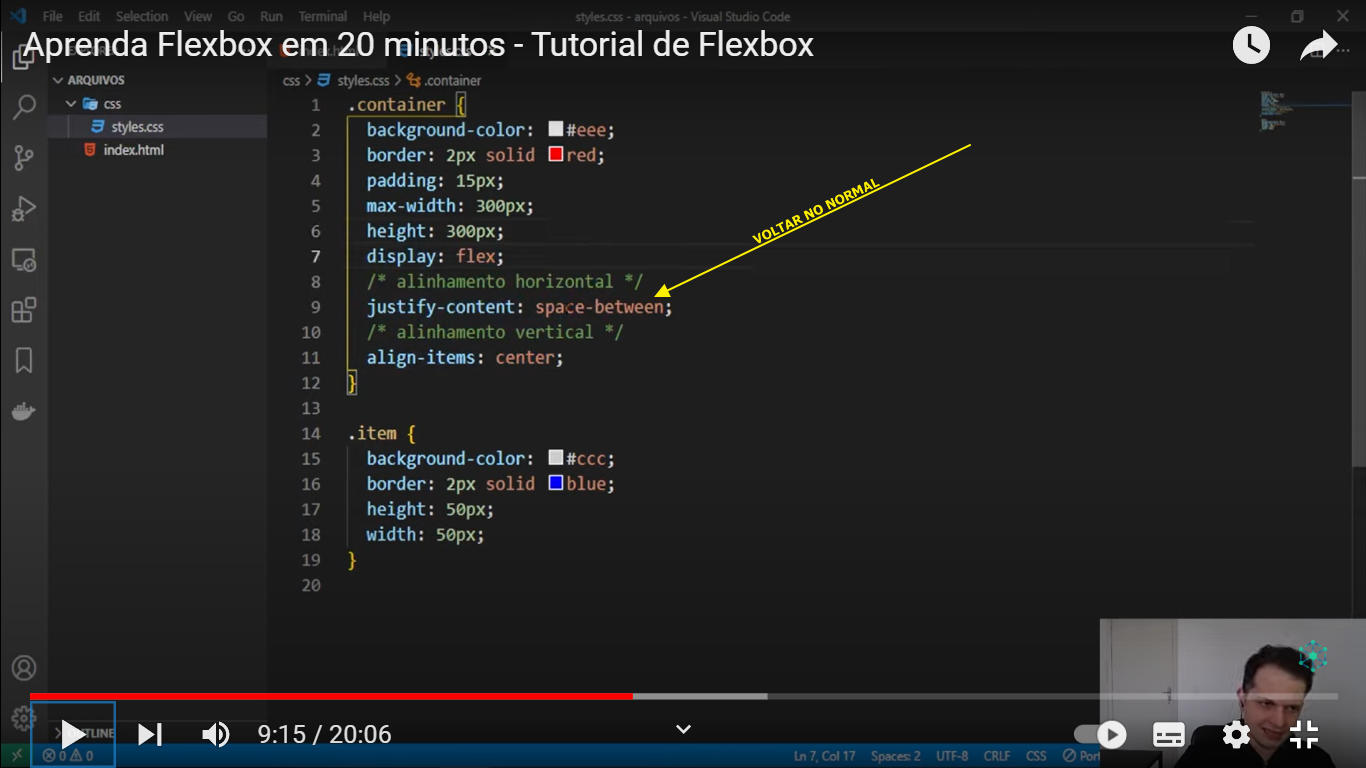 File Edit Selection View Go Run Terminal Help
styles.css - arquivos - Visual Studio Code
Aprenda Flexbox em 20 minutos - Tutorial de Flexbox
ARQUIVOS
css
styles.css
index.html
css > styles.css > .container
1 .container {
2 background-color: #eee;
3 border: 2px solid red;
4 padding: 15px;
5 max-width: 300px;
6 height: 300px;
7 display: flex;
8 /* alinhamento horizontal */
9 justify-content: space-between;
10 /* alinhamento vertical */
11 align-items: center;
12 }
13
14 .item {
15 background-color: #ccc;
16 border: 2px solid blue;
17 height: 50px;
18 width: 50px;
19 }
20
VOLTAR NO NORMAL
9:15 / 20:06
0 0
Ln 7, Col 17 Spaces: 2 UTF-8 CRLF CSS